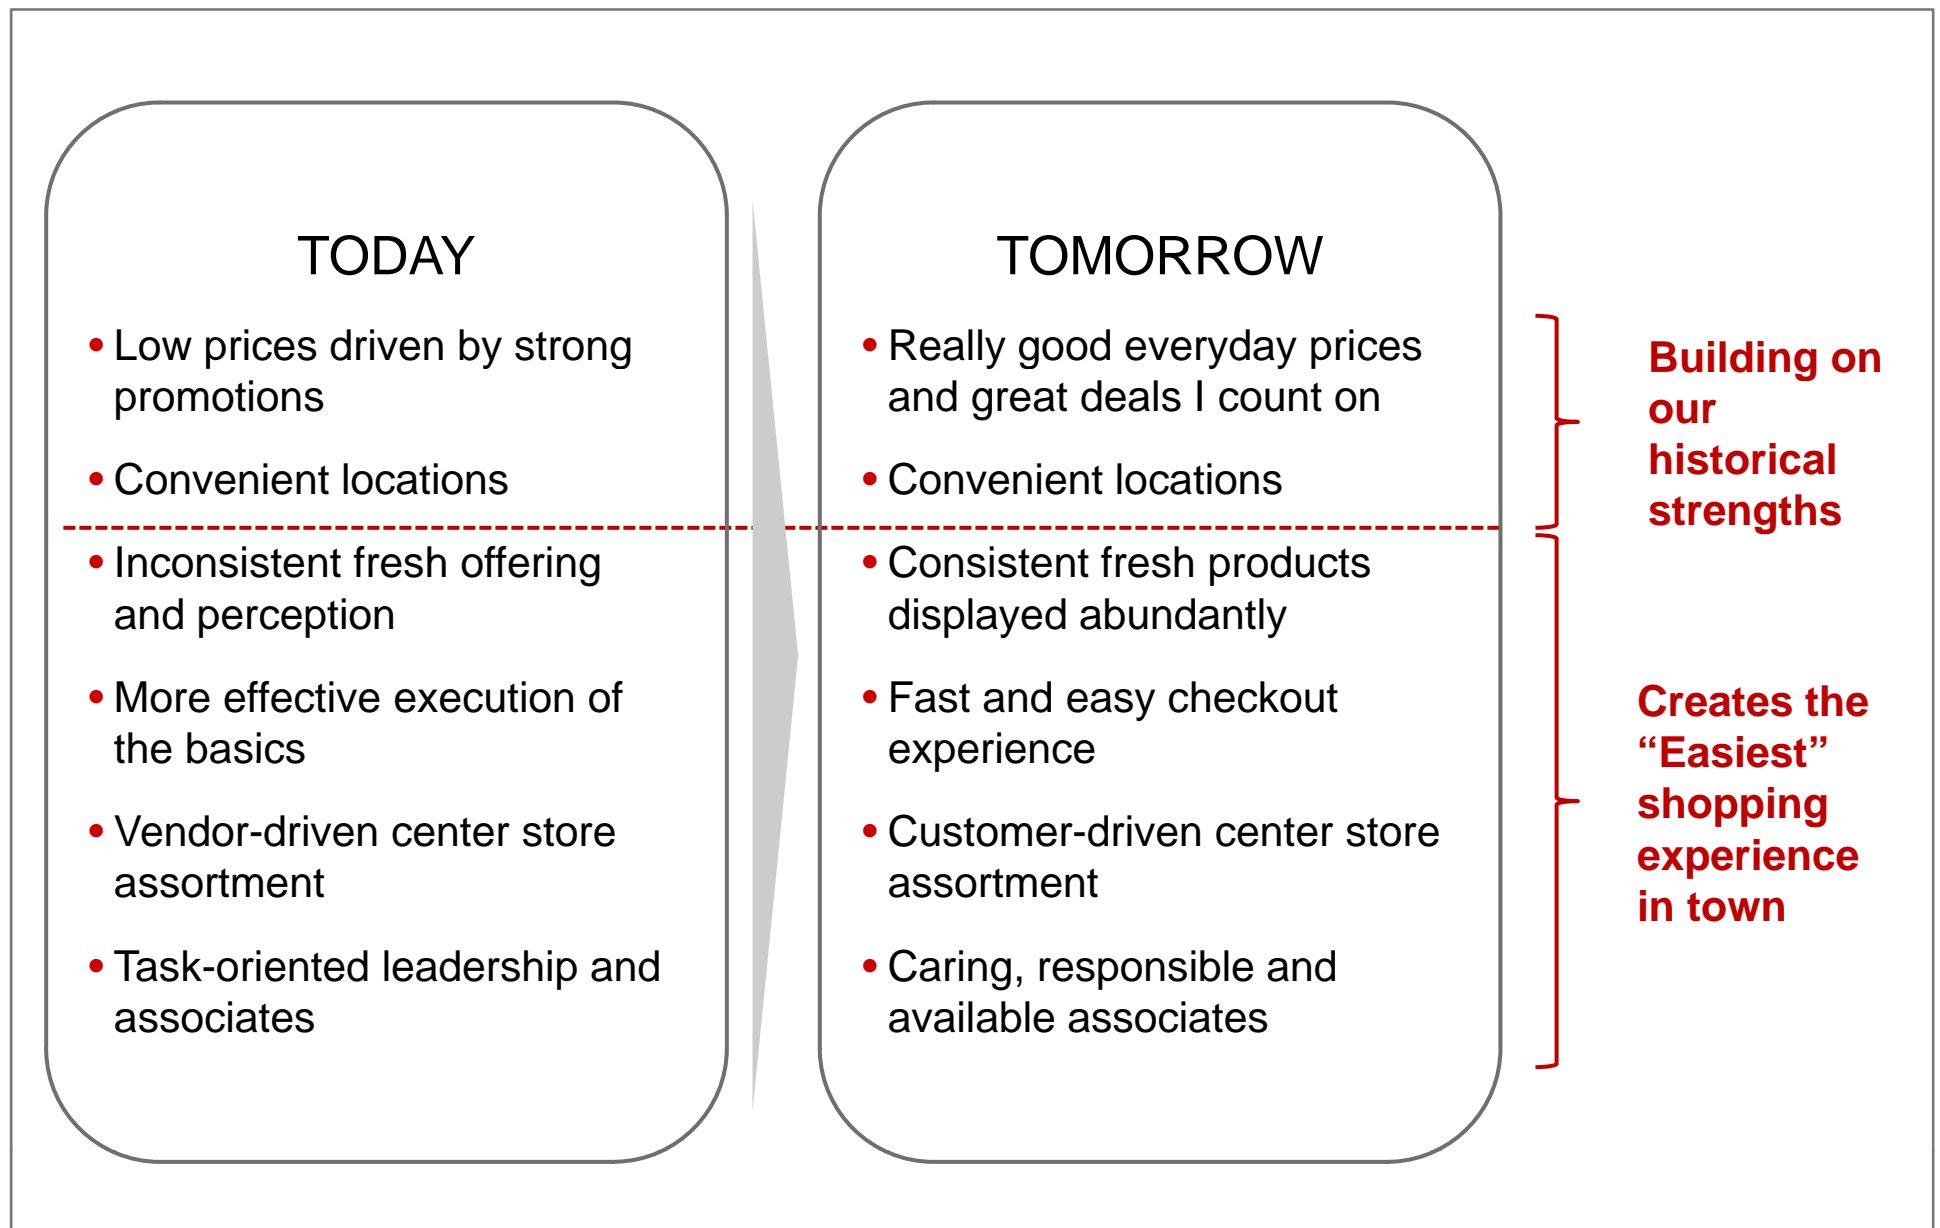 TODAY
• Low prices driven by strong
promotions
• Convenient locations
• Inconsistent fresh offering
and perception
• More effective execution of
the basics
• Vendor-driven center store
assortment
• Task-oriented leadership and
associates
TOMORROW
• Really good everyday prices
and great deals I count on
• Convenient locations
• Consistent fresh products
displayed abundantly
• Fast and easy checkout
experience
• Customer-driven center store
assortment
• Caring, responsible and
available associates
Building on
our
historical
strengths
Creates the
“Easiest”
shopping
experience
in town